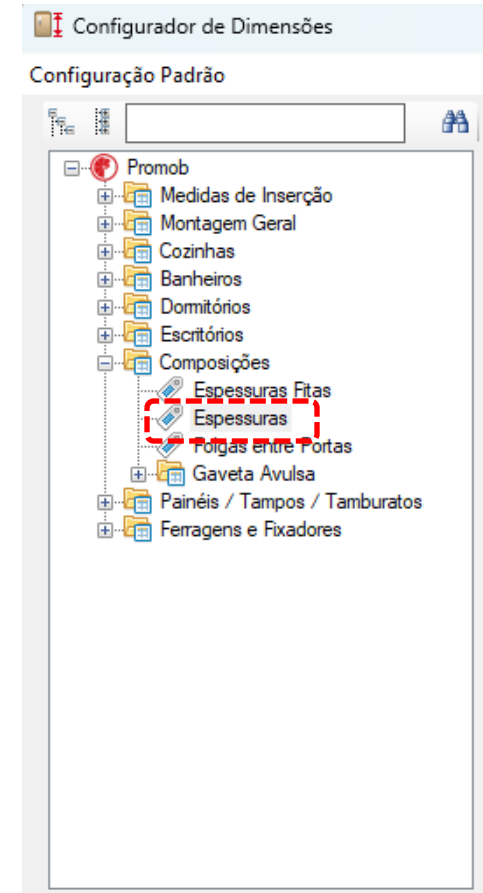 Configurador de Dimensões
Configuração Padrão
Promob
Medidas de Inserção
Montagem Geral
Cozinhas
Banheiros
Dormitórios
Escritórios
Composições
Espessuras Fitas
Espessuras
Folgas entre Portas
Gaveta Avulsa
Painéis / Tampos / Tamburatos
Ferragens e Fixadores